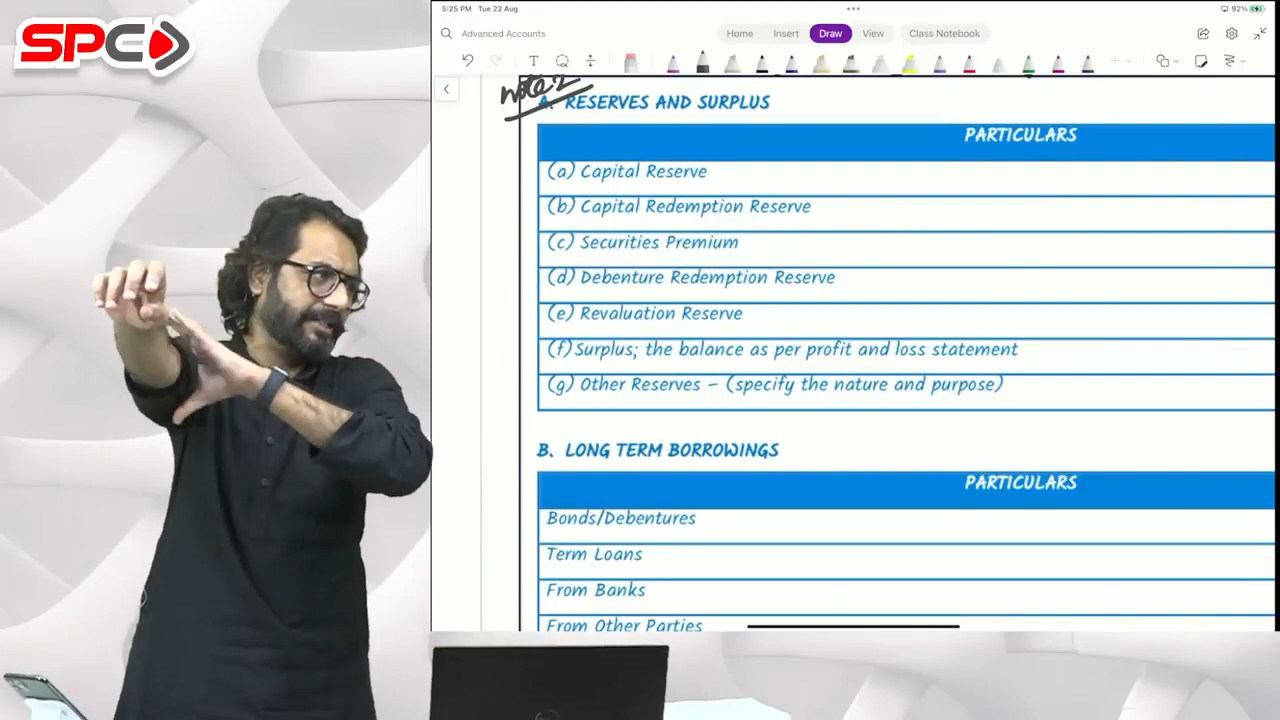 SPC
5:25 PM Tue 22 Aug
92%
Advanced Accounts
Home Insert Draw View Class Notebook
note 2
A. RESERVES AND SURPLUS
PARTICULARS
(a) Capital Reserve
(b) Capital Redemption Reserve
(c) Securities Premium
(d) Debenture Redemption Reserve
(e) Revaluation Reserve
(f) Surplus; the balance as per profit and loss statement
(g) Other Reserves – (specify the nature and purpose)
B. LONG TERM BORROWINGS
PARTICULARS
Bonds/Debentures
Term Loans
From Banks
From Other Parties